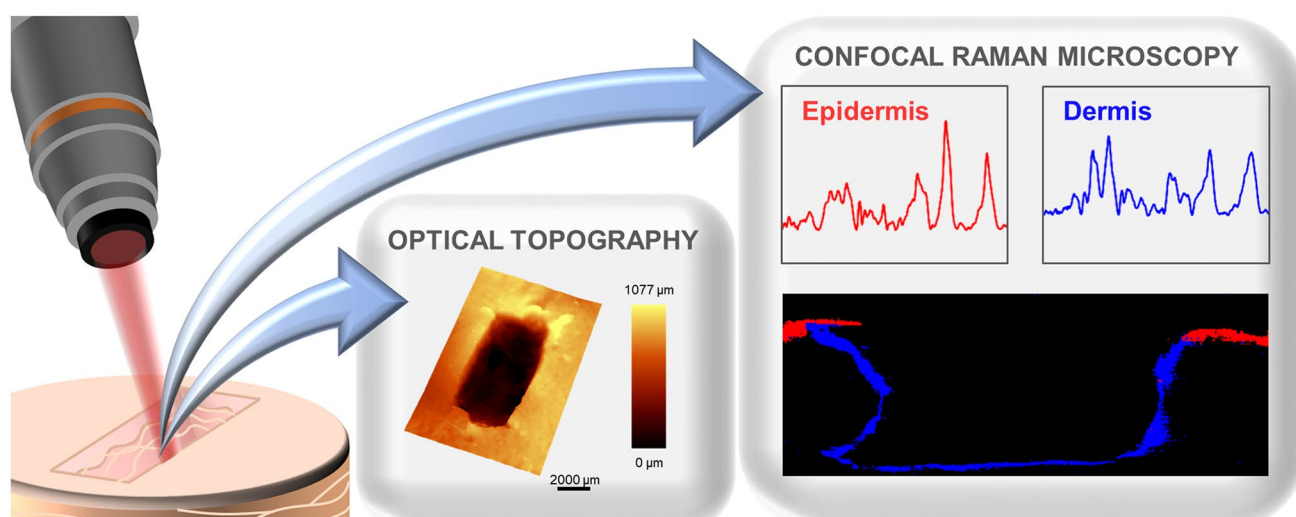 CONFOCAL RAMAN MICROSCOPY
Epidermis
Dermis
OPTICAL TOPOGRAPHY
1077 µm
0 µm
2000 µm